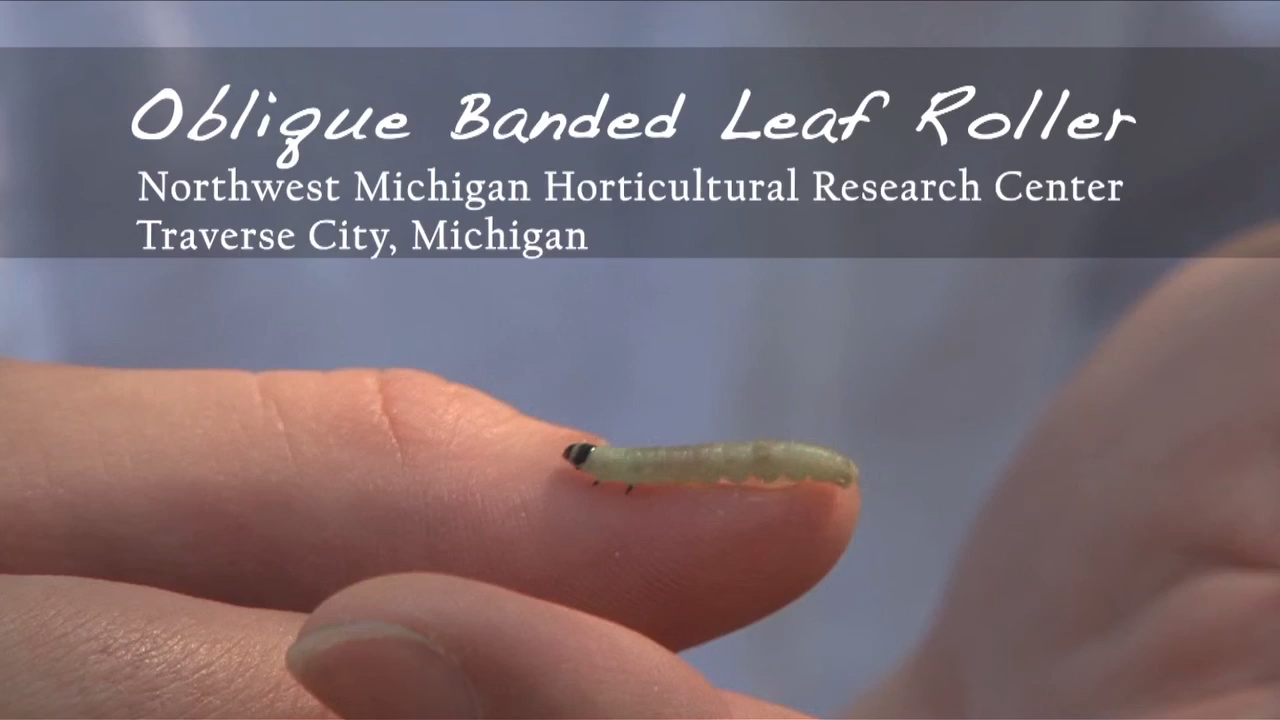 Oblique Banded Leaf Roller
Northwest Michigan Horticultural Research Center
Traverse City, Michigan